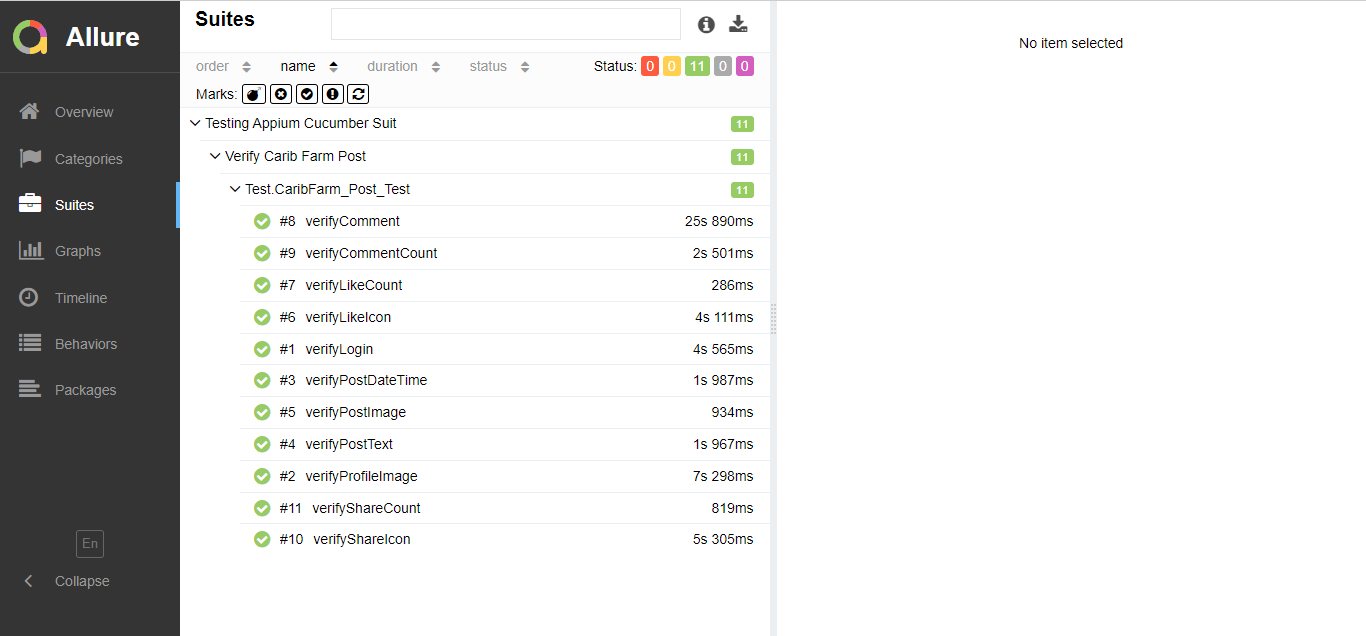 Allure
Overview
Categories
Suites
Graphs
Timeline
Behaviors
Packages
En
Collapse
Suites
order name duration status Status: 0 0 11 0 0
Marks:
Testing Appium Cucumber Suit 11
Verify Carib Farm Post 11
Test.CaribFarm_Post_Test 11
#8 verifyComment 25s 890ms
#9 verifyCommentCount 2s 501ms
#7 verifyLikeCount 286ms
#6 verifyLikeIcon 4s 111ms
#1 verifyLogin 4s 565ms
#3 verifyPostDateTime 1s 987ms
#5 verifyPostImage 934ms
#4 verifyPostText 1s 967ms
#2 verifyProfileImage 7s 298ms
#11 verifyShareCount 819ms
#10 verifyShareIcon 5s 305ms
No item selected